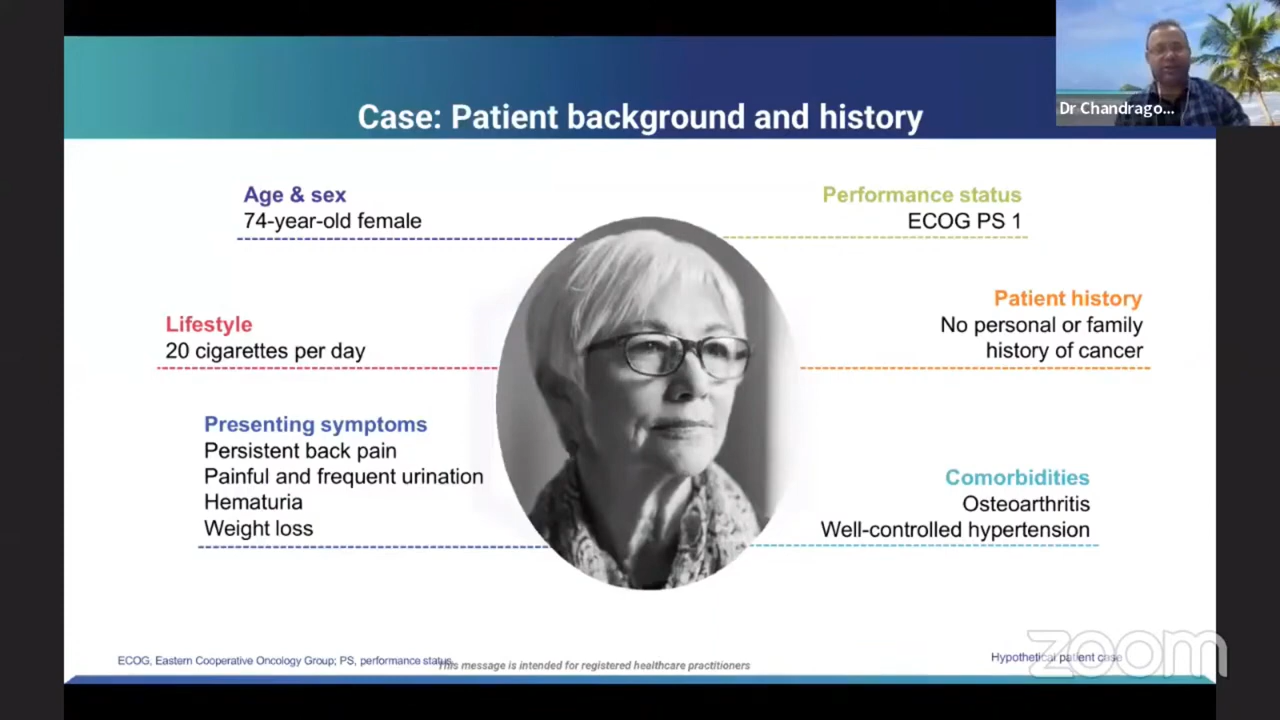 Case: Patient background and history
Dr Chandrago...
Age & sex
74-year-old female
Performance status
ECOG PS 1
Lifestyle
20 cigarettes per day
Patient history
No personal or family
history of cancer
Presenting symptoms
Persistent back pain
Painful and frequent urination
Hematuria
Weight loss
Comorbidities
Osteoarthritis
Well-controlled hypertension
ECOG, Eastern Cooperative Oncology Group; PS, performance status.
This message is intended for registered healthcare practitioners
Hypothetical patient case
zoom